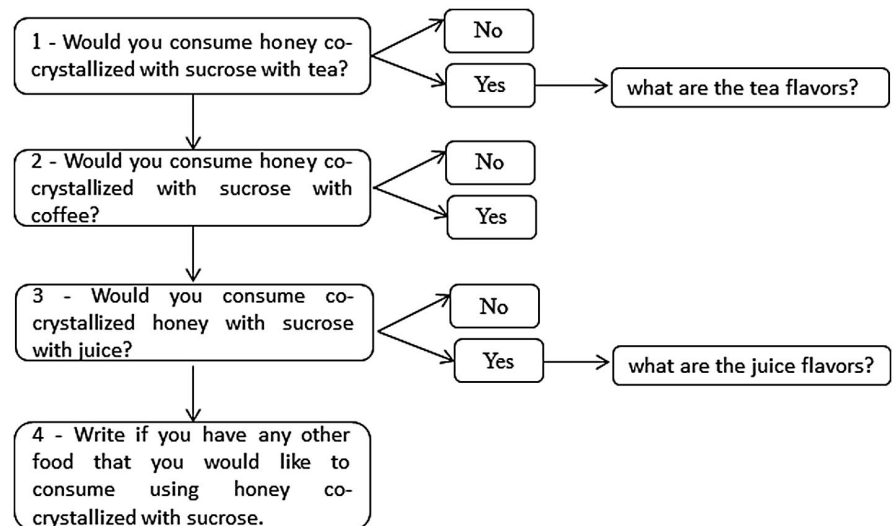 1 - Would you consume honey co-
crystallized with sucrose with tea?
No
Yes
what are the tea flavors?
2 - Would you consume honey co-
crystallized with sucrose with
coffee?
No
Yes
3 - Would you consume co-
crystallized honey with sucrose
with juice?
No
Yes
what are the juice flavors?
4 - Write if you have any other
food that you would like to
consume using honey co-
crystallized with sucrose.